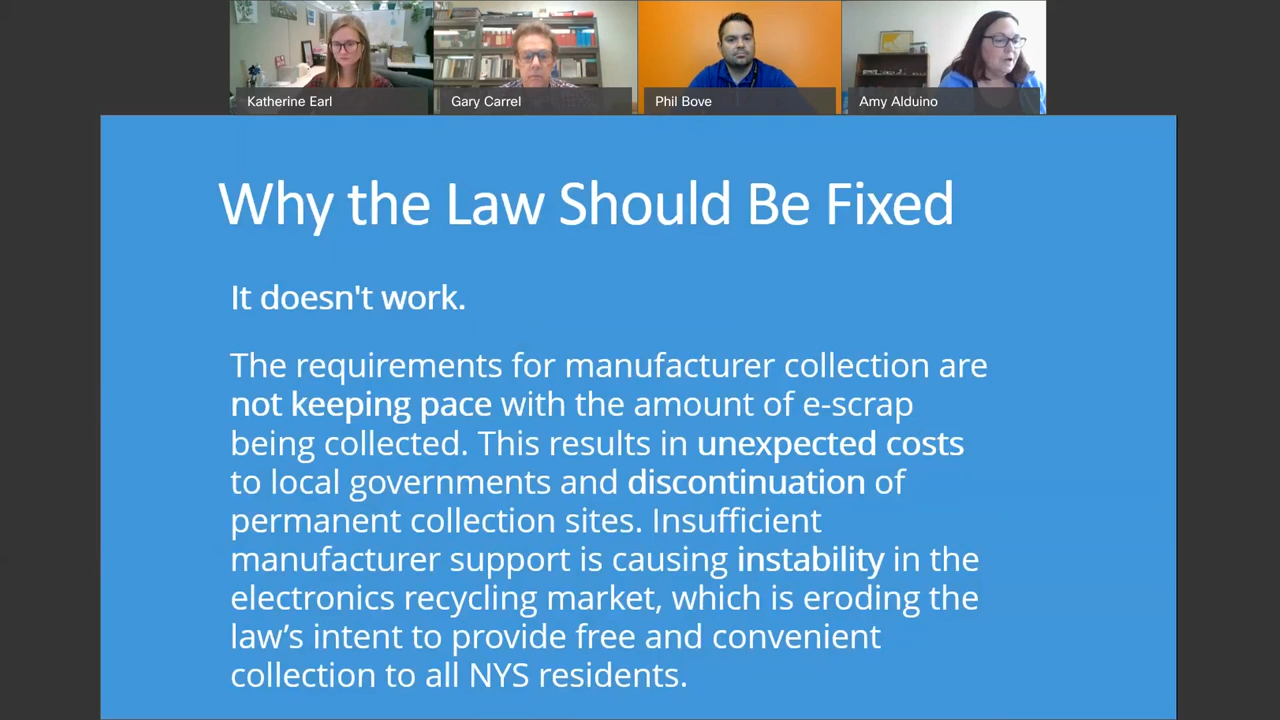 Katherine Earl
Gary Carrel
Phil Bove
Amy Alduino
Why the Law Should Be Fixed
It doesn't work.
The requirements for manufacturer collection are
not keeping pace with the amount of e-scrap
being collected. This results in unexpected costs
to local governments and discontinuation of
permanent collection sites. Insufficient
manufacturer support is causing instability in the
electronics recycling market, which is eroding the
law’s intent to provide free and convenient
collection to all NYS residents.